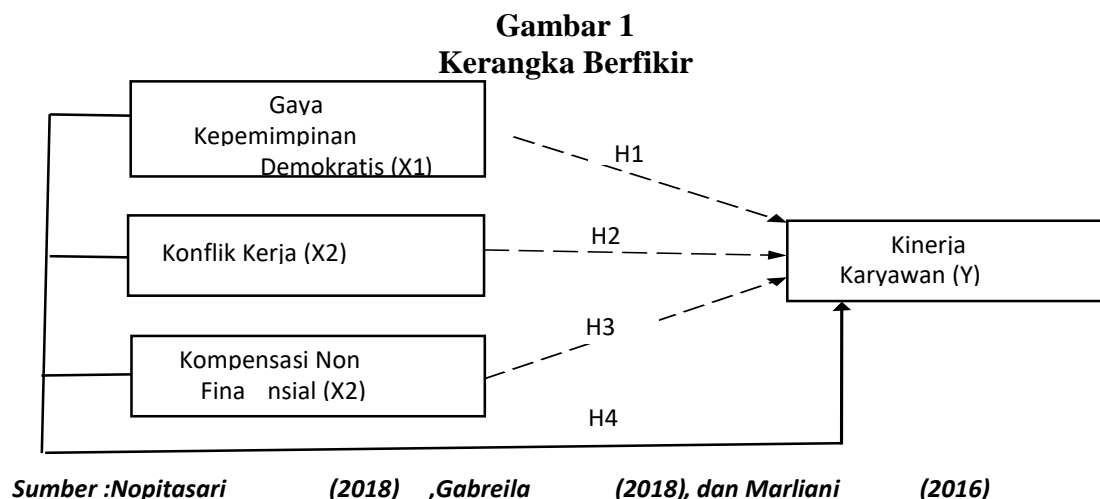 Gambar 1
Kerangka Berfikir
Gaya
Kepemimpinan
Demokratis (X1)
H1
Konflik Kerja (X2)
H2
Kinerja
Karyawan (Y)
Kompensasi Non
Fina nsial (X2)
H3
H4
Sumber :Nopitasari (2018) ,Gabreila (2018), dan Marliani (2016)